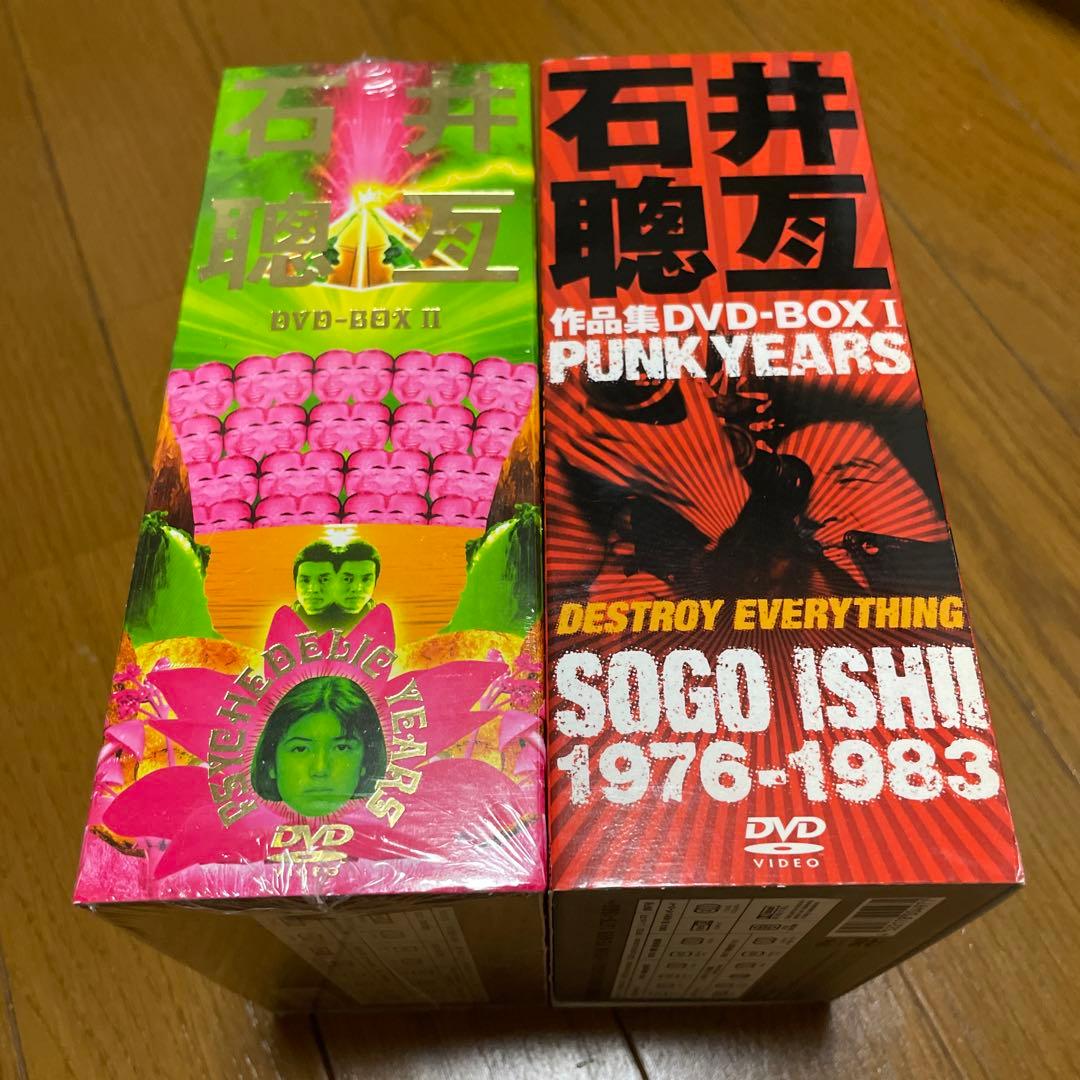 石井
聰亙
DVD-BOX II
PSYCHEDELIC YEARS
DVD
VIDEO
石井
聰亙
作品集DVD-BOX I
PUNK YEARS
DESTROY EVERYTHING
SOGO ISHII
1976-1983
DVD
VIDEO